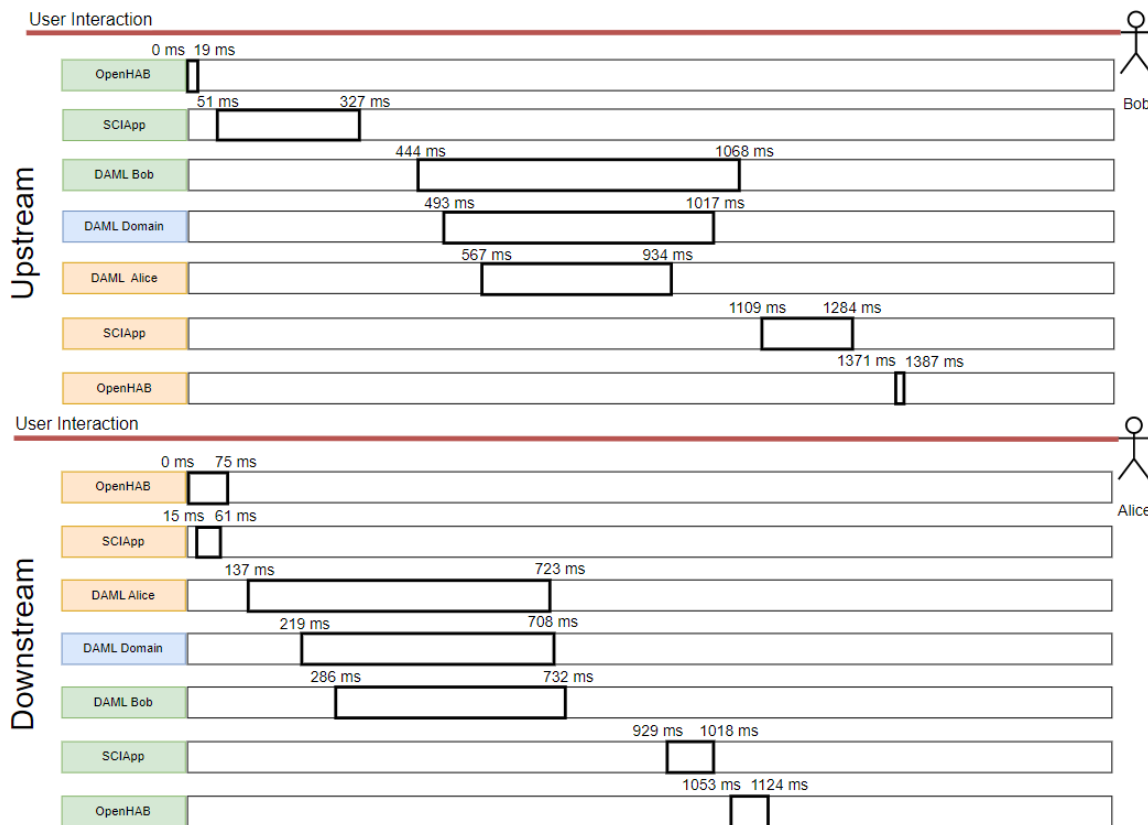 User Interaction
0 ms 19 ms
OpenHAB
Bob
51 ms 327 ms
SCIApp
444 ms 1068 ms
DAML Bob
493 ms 1017 ms
DAML Domain
Upstream
567 ms 934 ms
DAML Alice
1109 ms 1284 ms
SCIApp
1371 ms 1387 ms
OpenHAB
User Interaction
0 ms 75 ms
OpenHAB
Alice
15 ms 61 ms
SCIApp
137 ms 723 ms
DAML Alice
219 ms 708 ms
DAML Domain
Downstream
286 ms 732 ms
DAML Bob
929 ms 1018 ms
SCIApp
1053 ms 1124 ms
OpenHAB